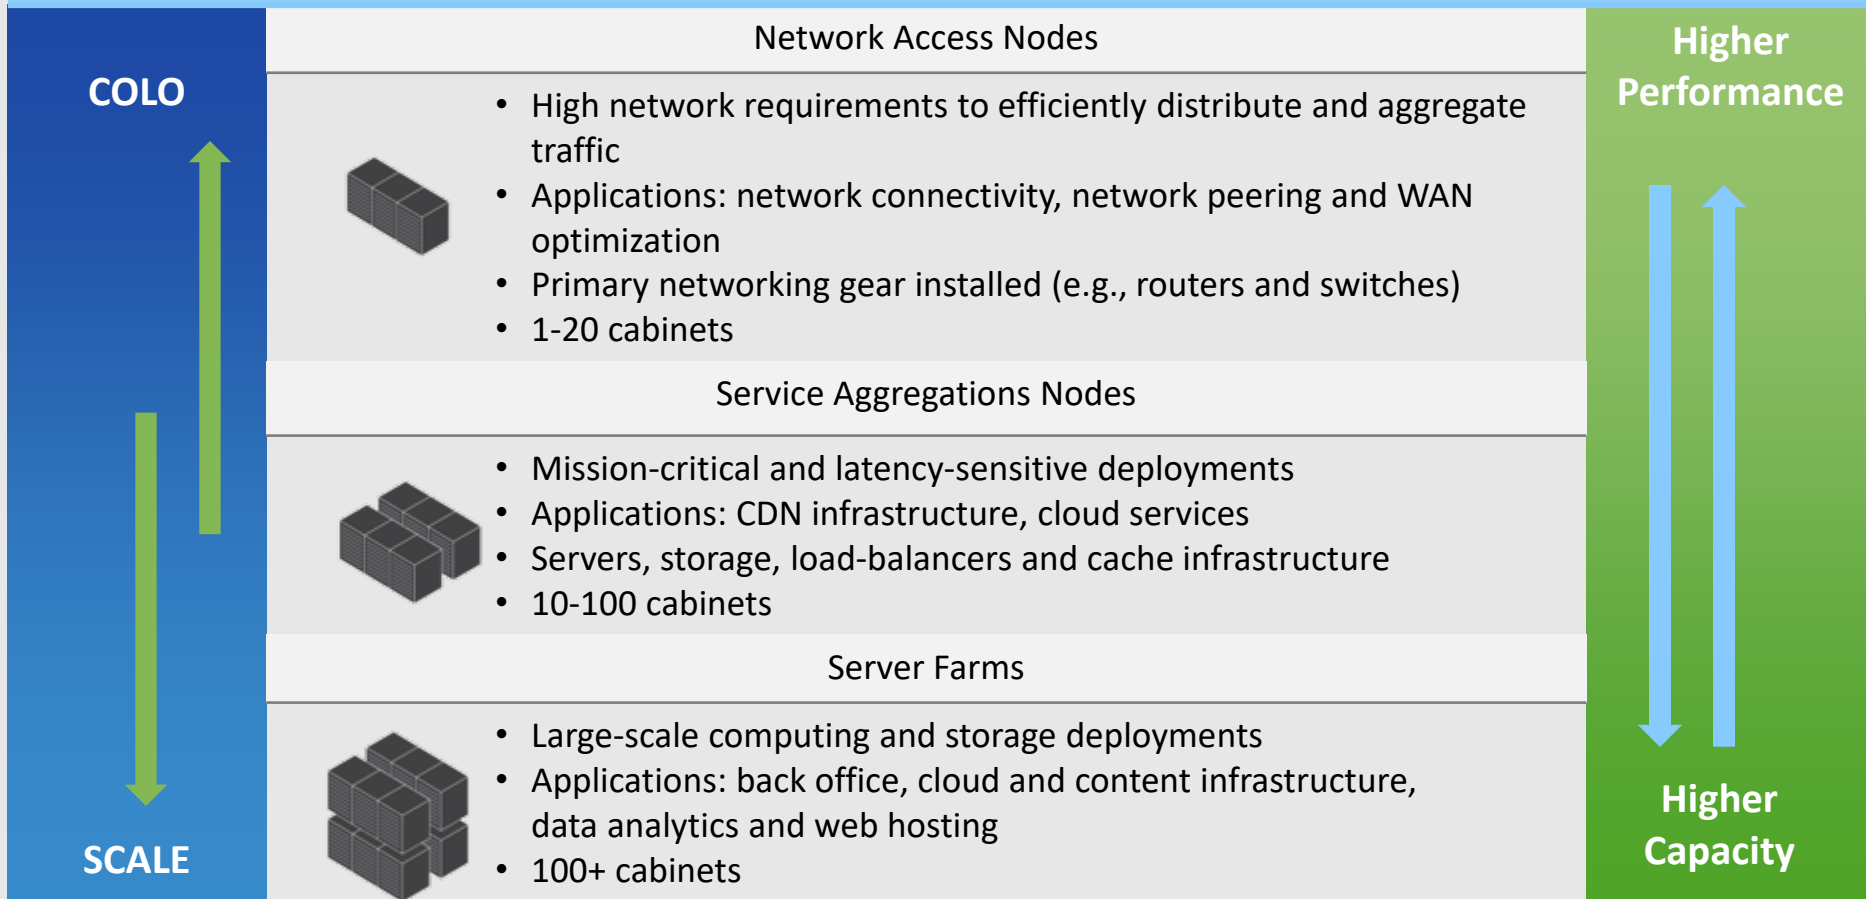 COLO
SCALE
Network Access Nodes
• High network requirements to efficiently distribute and aggregate
traffic
• Applications: network connectivity, network peering and WAN
optimization
• Primary networking gear installed (e.g., routers and switches)
• 1-20 cabinets
Service Aggregations Nodes
• Mission-critical and latency-sensitive deployments
• Applications: CDN infrastructure, cloud services
• Servers, storage, load-balancers and cache infrastructure
• 10-100 cabinets
Server Farms
• Large-scale computing and storage deployments
• Applications: back office, cloud and content infrastructure,
data analytics and web hosting
• 100+ cabinets
Higher
Performance
Higher
Capacity